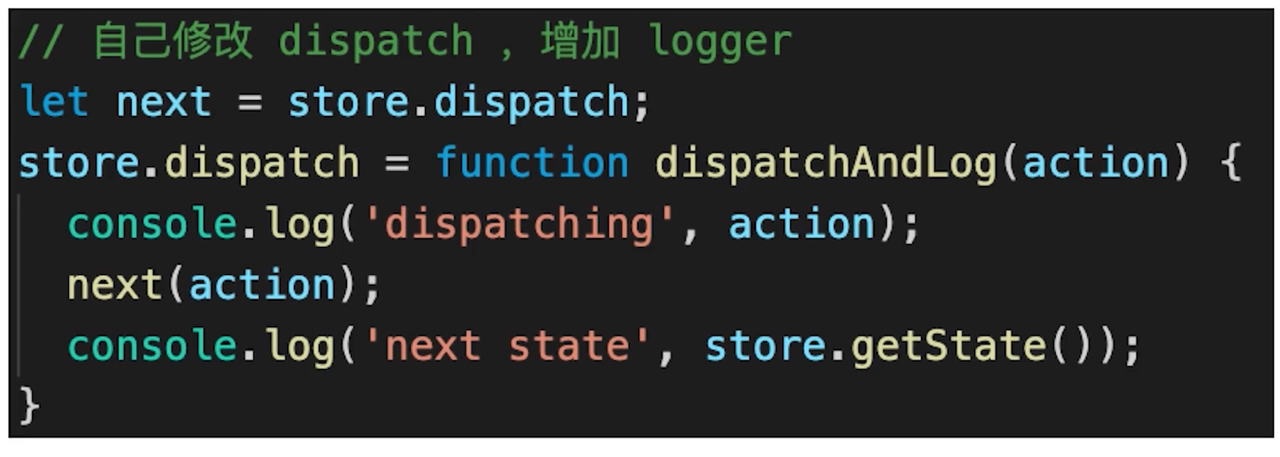 // 自己修改 dispatch ，增加 logger
let next = store.dispatch;
store.dispatch = function dispatchAndLog(action) {
  console.log('dispatching', action);
  next(action);
  console.log('next state', store.getState());
}